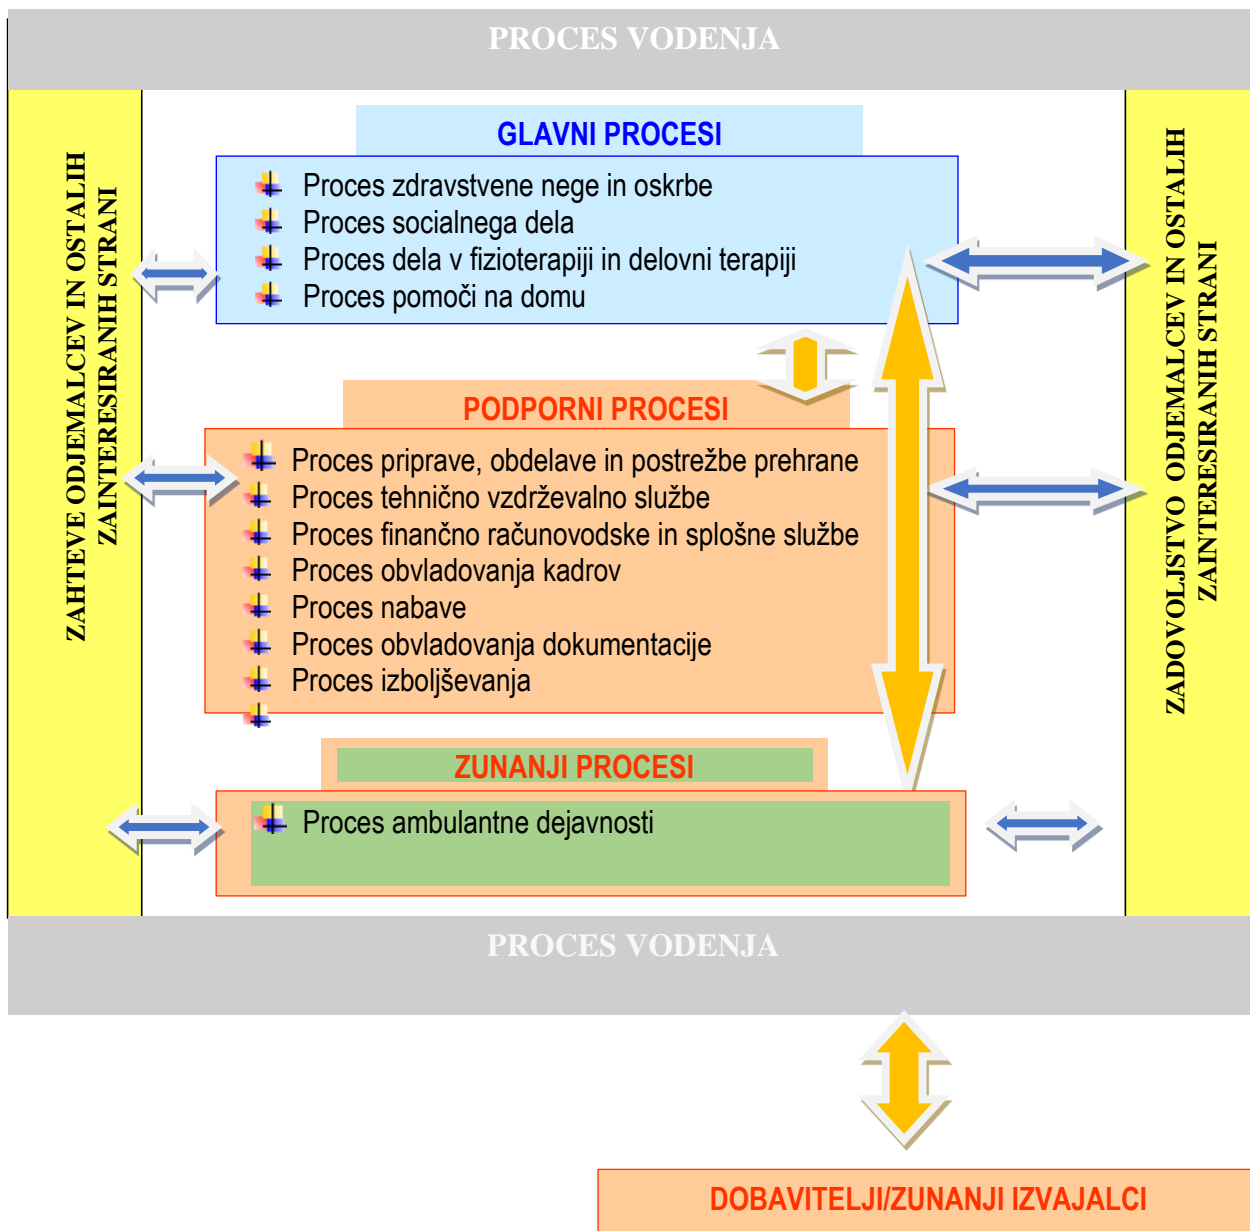 PROCES VODENJA
ZAHTEVE ODJEMALCEV IN OSTALIH
ZAINTERESIRANIH STRANI
GLAVNI PROCESI
Proces zdravstvene nege in oskrbe
Proces socialnega dela
Proces dela v fizioterapiji in delovni terapiji
Proces pomoči na domu
PODPORNI PROCESI
Proces priprave, obdelave in postrežbe prehrane
Proces tehnično vzdrževalno službe
Proces finančno računovodske in splošne službe
Proces obvladovanja kadrov
Proces nabave
Proces obvladovanja dokumentacije
Proces izboljševanja
ZUNANJI PROCESI
Proces ambulantne dejavnosti
ZADOVOLJSTVO ODJEMALCEV IN OSTALIH
ZAINTERESIRANIH STRANI
PROCES VODENJA
DOBAVITELJI/ZUNANJI IZVAJALCI